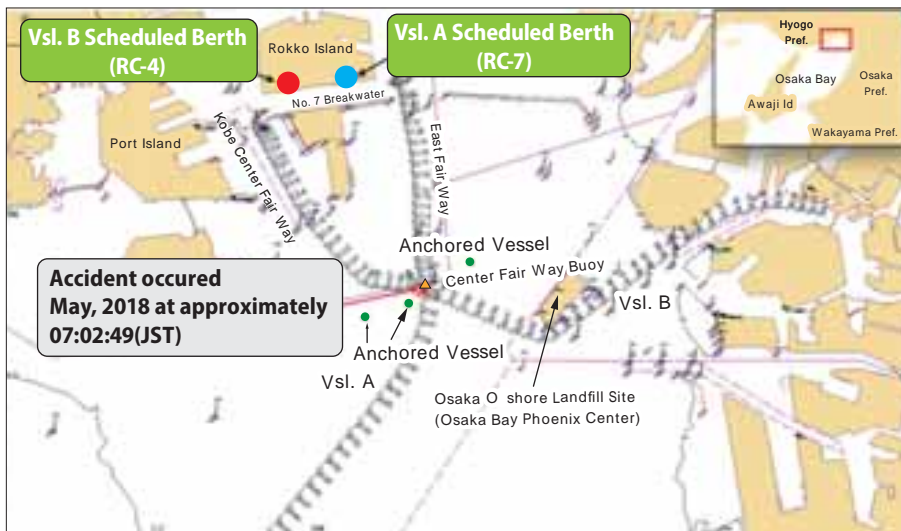 Vsl. B Scheduled Berth
(RC-4)
Rokko Island
Vsl. A Scheduled Berth
(RC-7)
Hyogo
Pref.
Osaka Bay
Osaka
Pref.
Awaji Id
Wakayama Pref.
No. 7 Breakwater
Port Island
Kobe Center Fair Way
East Fair Way
Anchored Vessel
Center Fair Way Buoy
Accident occured
May, 2018 at approximately
07:02:49(JST)
Vsl. B
Anchored Vessel
Vsl. A
Osaka O shore Landfill Site
(Osaka Bay Phoenix Center)